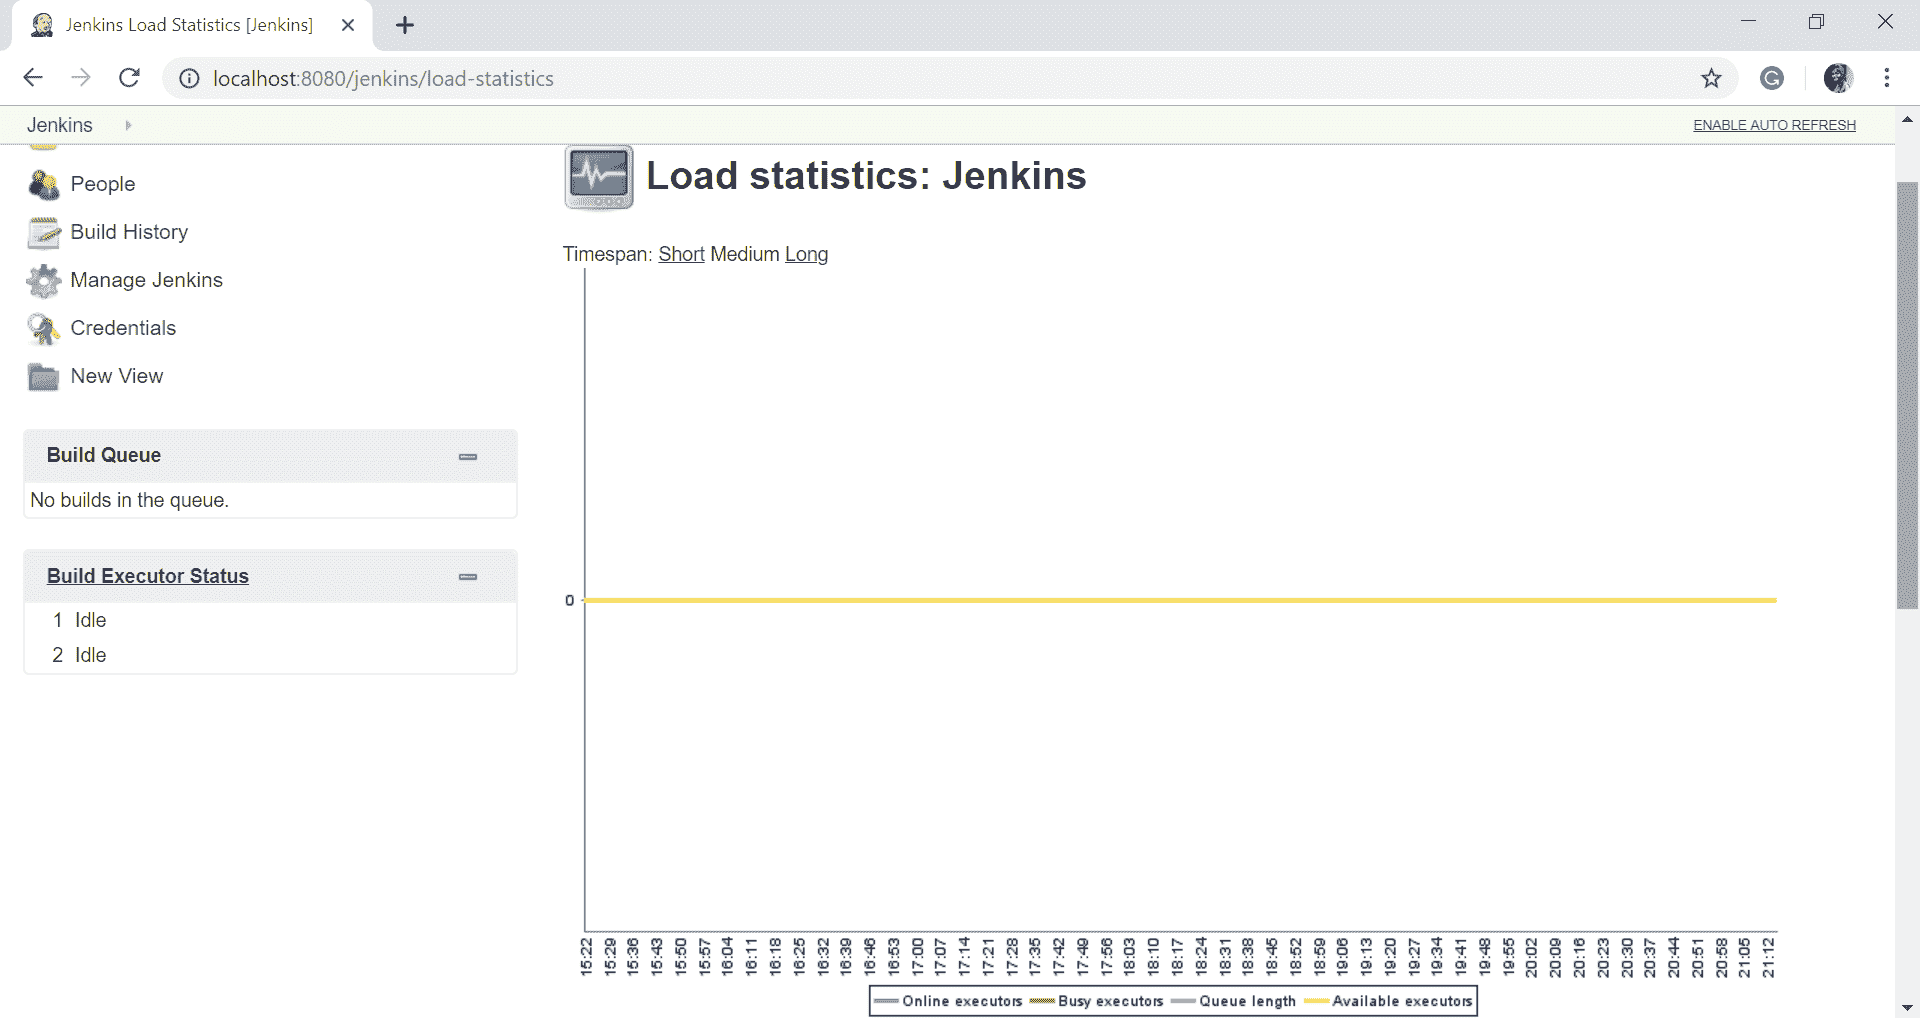 Jenkins Load Statistics [Jenkins]
localhost:8080/jenkins/load-statistics
Jenkins
ENABLE AUTO REFRESH
People
Build History
Manage Jenkins
Credentials
New View
Build Queue
No builds in the queue.
Build Executor Status
1 Idle
2 Idle
Load statistics: Jenkins
Timespan: Short Medium Long
0
15:22 15:29 15:36 15:43 15:50 15:57 16:04 16:11 16:18 16:25 16:32 16:39 16:46 16:53 17:00 17:07 17:14 17:21 17:28 17:35 17:42 17:49 17:56 18:03 18:10 18:17 18:24 18:31 18:38 18:45 18:52 18:59 19:06 19:13 19:20 19:27 19:34 19:41 19:48 19:55 20:02 20:09 20:16 20:23 20:30 20:37 20:44 20:51 20:58 21:05 21:12
Online executors Busy executors Queue length Available executors